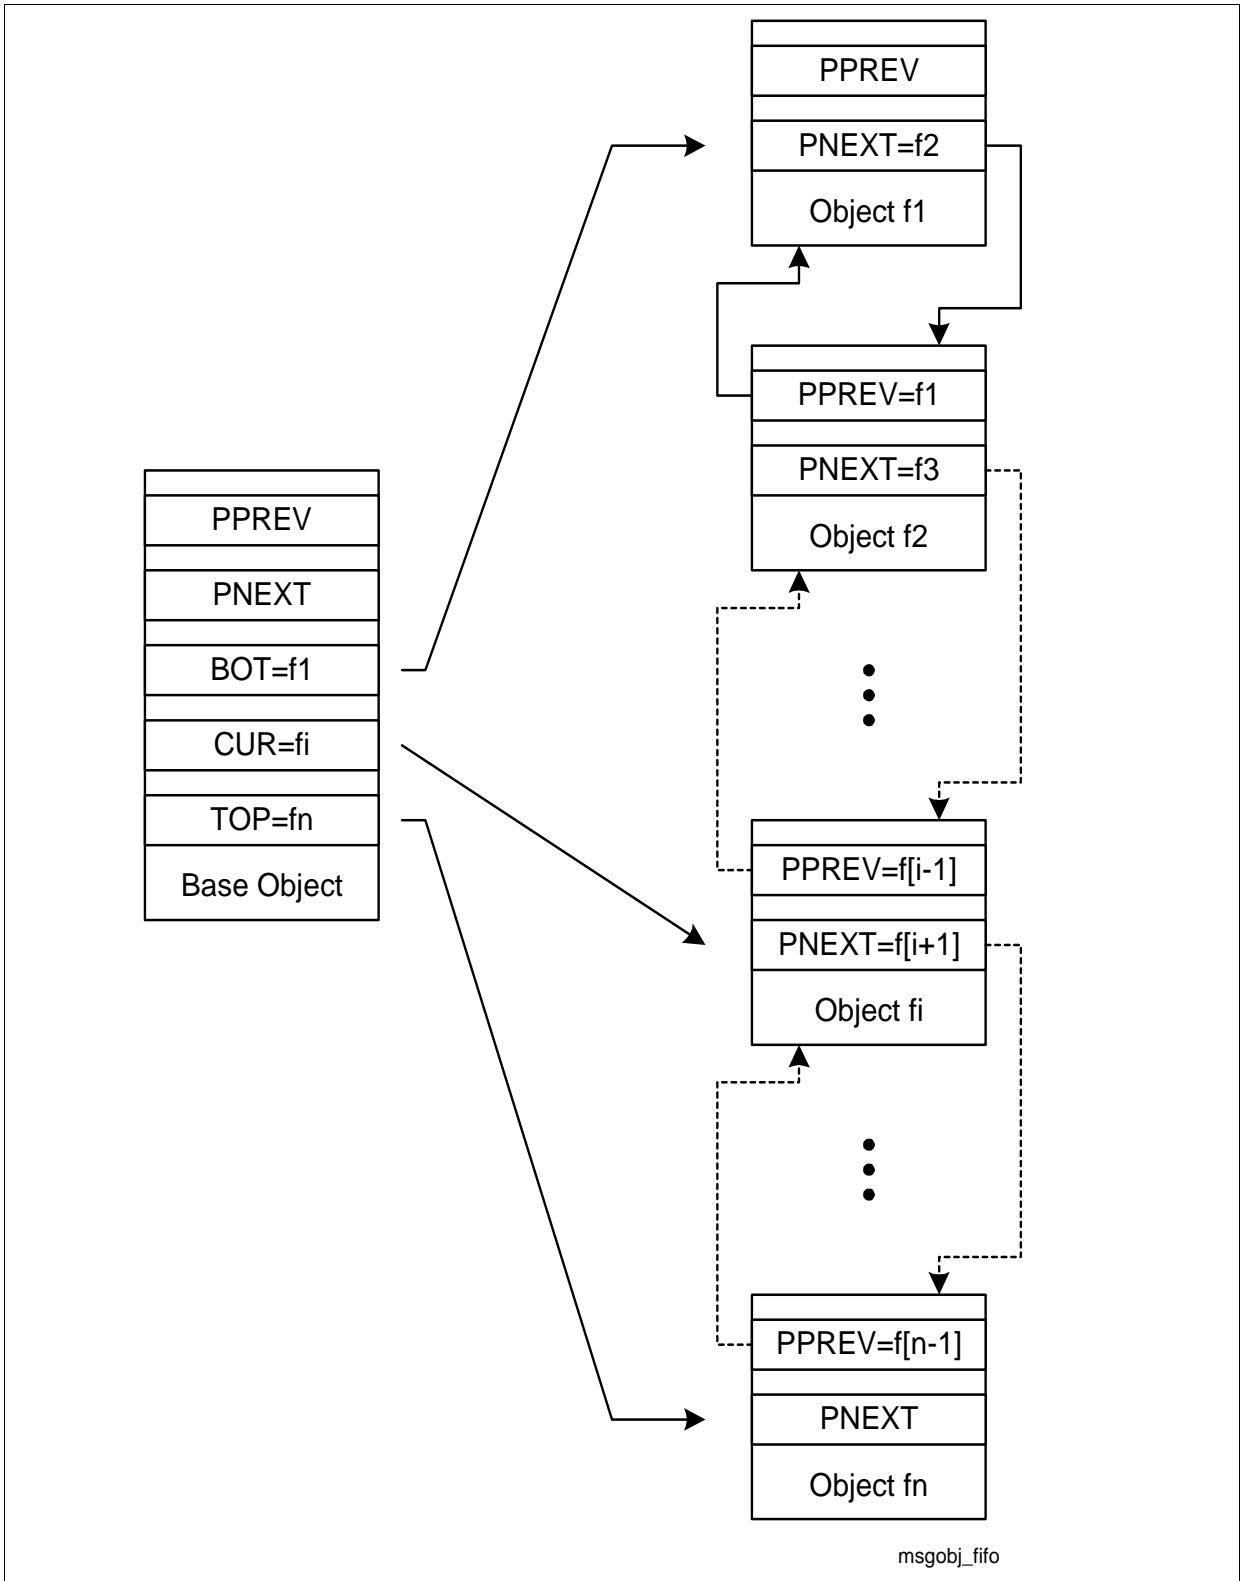 PPREV
PNEXT=f2
Object f1
PPREV=f1
PNEXT=f3
Object f2
PPREV
PNEXT
BOT=f1
CUR=fi
TOP=fn
Base Object
PPREV=f[i-1]
PNEXT=f[i+1]
Object fi
PPREV=f[n-1]
PNEXT
Object fn
msgobj_fifo